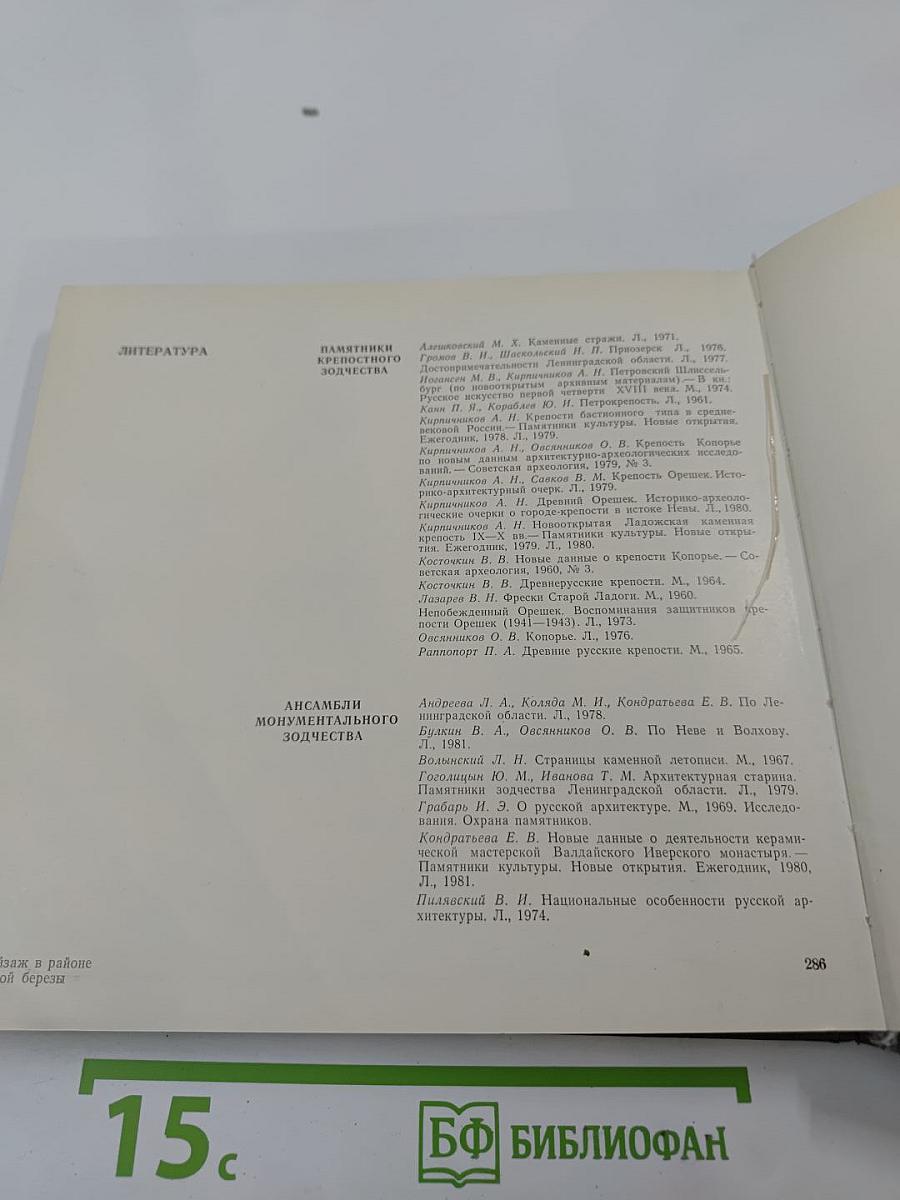 ЛИТЕРАТУРА
ПАМЯТНИКИ
КРЕПОСТНОГО
ЗОДЧЕСТВА
Алешковский М. Х. Каменные стражи. Л., 1971.
Громов В. И., Шаскольский И. П. Приозерск Л., 1976.
Достопримечательности Ленинградской области. Л., 1977.
Иогансен М. В., Кирпичников А. Н. Петровский Шлиссель-
бург (по новооткрытым архивным материалам).— В кн.:
Русское искусство первой четверти XVIII века. М., 1974.
Канн П. Я., Кораблев Ю. И. Петрокрепость. Л., 1961.
Кирпичников А. Н. Крепости бастионного типа в средне-
вековой России.— Памятники культуры. Новые открытия.
Ежегодник, 1978. Л., 1979.
Кирпичников А. Н., Овсянников О. В. Крепость Копорье
по новым данным архитектурно-археологических исследо-
ваний. — Советская археология, 1979, № 3.
Кирпичников А. Н., Савков В. М. Крепость Орешек. Исто-
рико-архитектурный очерк. Л., 1979.
Кирпичников А. Н. Древний Орешек. Историко-археоло-
гические очерки о городе-крепости в истоке Невы. Л., 1980.
Кирпичников А. Н. Новооткрытая Ладожская каменная
крепость IX—X вв.— Памятники культуры. Новые откры-
тия. Ежегодник, 1979. Л., 1980.
Косточкин В. В. Новые данные о крепости Копорье. — Со-
ветская археология, 1960, № 3.
Косточкин В. В. Древнерусские крепости. М., 1964.
Лазарев В. Н. Фрески Старой Ладоги. М., 1960.
Непобежденный Орешек. Воспоминания защитников кре-
пости Орешек (1941—1943). Л., 1973.
Овсянников О. В. Копорье. Л., 1976.
Раппопорт П. А. Древние русские крепости. М., 1965.
АНСАМБЛИ
МОНУМЕНТАЛЬНОГО
ЗОДЧЕСТВА
Андреева Л. А., Коляда М. И., Кондратьева Е. В. По Ле-
нинградской области. Л., 1978.
Булкин В. А., Овсянников О. В. По Неве и Волхову.
Л., 1981.
Волынский Л. Н. Страницы каменной летописи. М., 1967.
Гоголицын Ю. М., Иванова Т. М. Архитектурная старина.
Памятники зодчества Ленинградской области. Л., 1979.
Грабарь И. Э. О русской архитектуре. М., 1969. Исследо-
вания. Охрана памятников.
Кондратьева Е. В. Новые данные о деятельности керами-
ческой мастерской Валдайского Иверского монастыря. —
Памятники культуры. Новые открытия. Ежегодник, 1980,
Л., 1981.
Пилявский В. И. Национальные особенности русской ар-
хитектуры. Л., 1974.
йзаж в районе
ой березы
286
15 с
БФ БИБЛИОФАН